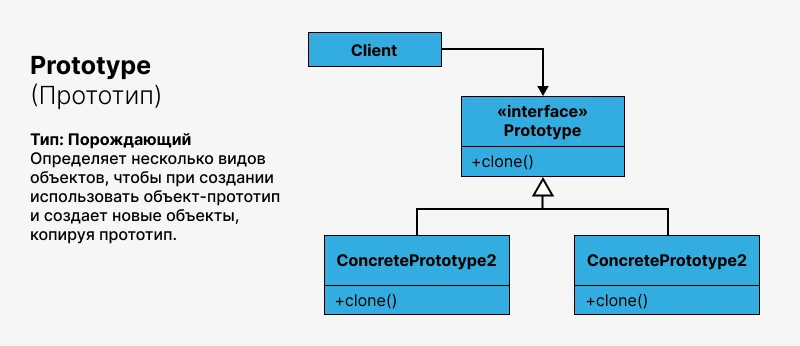 Prototype
(Прототип)
Тип: Порождающий
Определяет несколько видов
объектов, чтобы при создании
использовать объект-прототип
и создает новые объекты,
копируя прототип.
Client
«interface»
Prototype
+clone()
ConcretePrototype2
+clone()
ConcretePrototype2
+clone()